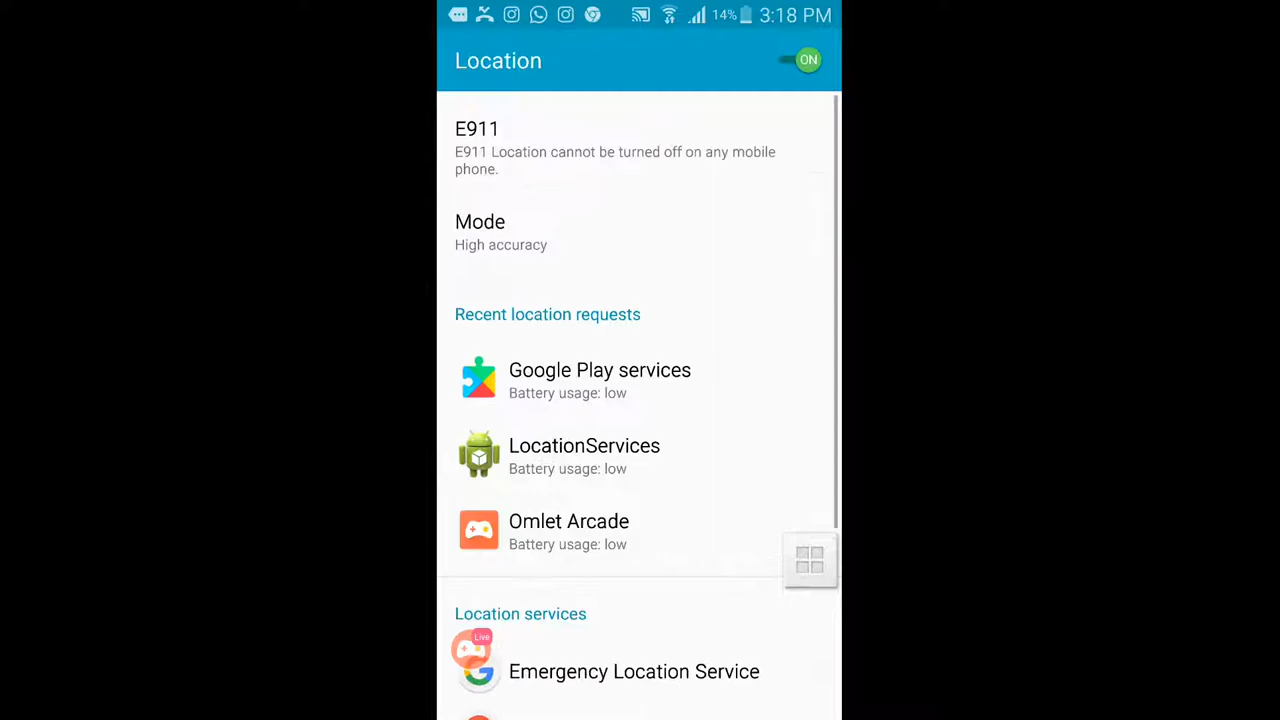 14% 3:18 PM
Location ON
E911
E911 Location cannot be turned off on any mobile
phone.
Mode
High accuracy
Recent location requests
Google Play services
Battery usage: low
LocationServices
Battery usage: low
Omlet Arcade
Battery usage: low
Location services
Live
Emergency Location Service